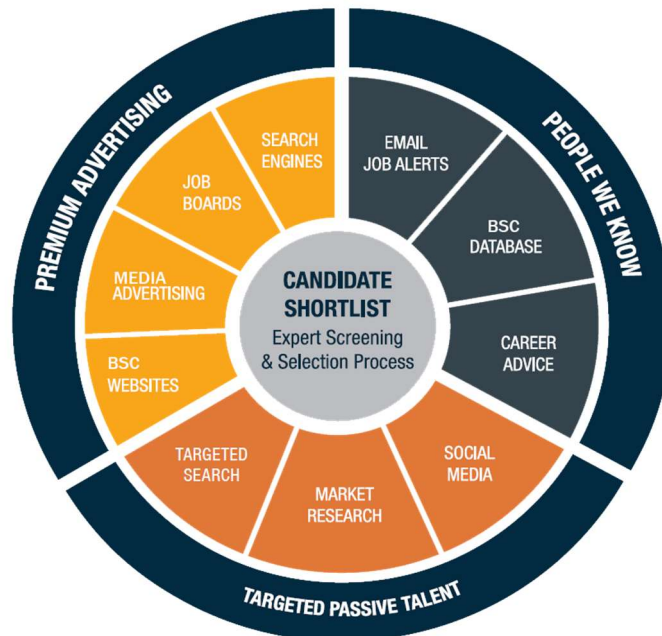 PREMIUM ADVERTISING
SEARCH
ENGINES
JOB
BOARDS
MEDIA
ADVERTISING
BSC
WEBSITES
PEOPLE WE KNOW
EMAIL
JOB ALERTS
BSC
DATABASE
CAREER
ADVICE
CANDIDATE
SHORTLIST
Expert Screening
& Selection Process
TARGETED
SEARCH
MARKET
RESEARCH
SOCIAL
MEDIA
TARGETED PASSIVE TALENT